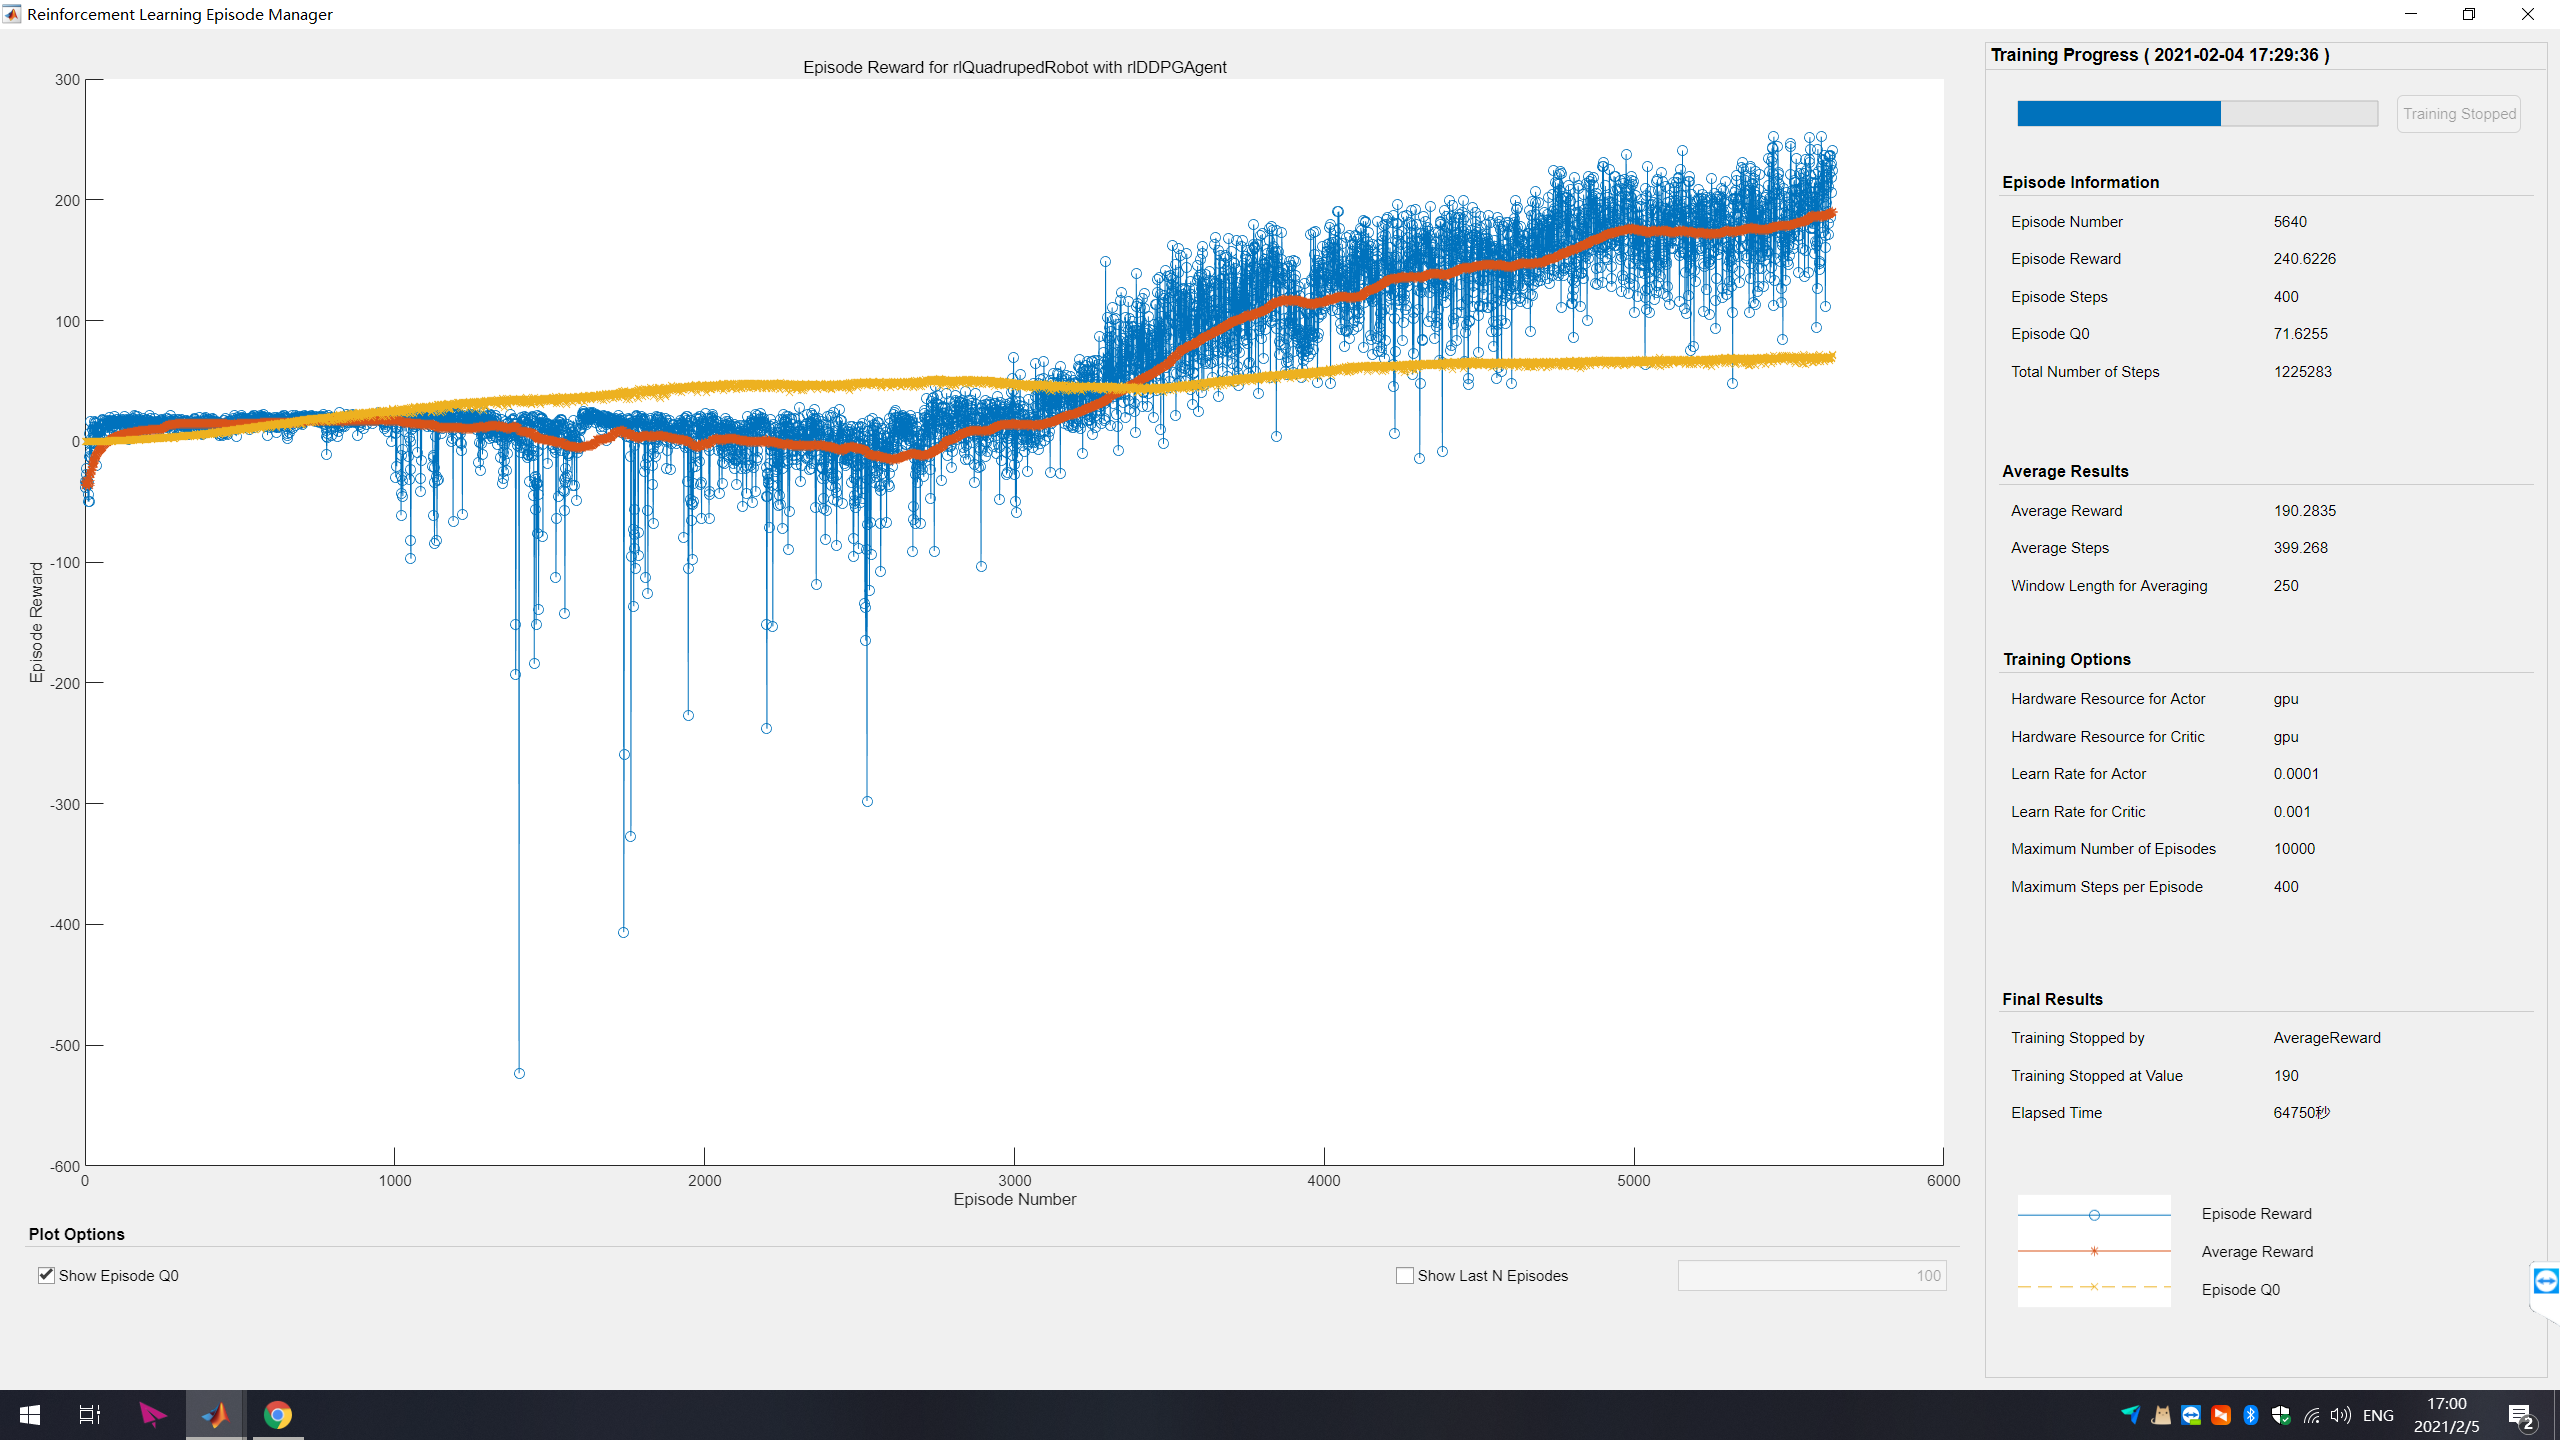 Reinforcement Learning Episode Manager
Episode Reward for rlQuadrupedRobot with rlDDPGAgent
300
200
100
0
-100
-200
-300
-400
-500
-600
Episode Reward
0 1000 2000 3000 4000 5000 6000
Episode Number
Plot Options
Show Episode Q0
Show Last N Episodes 100
Training Progress ( 2021-02-04 17:29:36 )
Training Stopped
Episode Information
Episode Number 5640
Episode Reward 240.6226
Episode Steps 400
Episode Q0 71.6255
Total Number of Steps 1225283
Average Results
Average Reward 190.2835
Average Steps 399.268
Window Length for Averaging 250
Training Options
Hardware Resource for Actor gpu
Hardware Resource for Critic gpu
Learn Rate for Actor 0.0001
Learn Rate for Critic 0.001
Maximum Number of Episodes 10000
Maximum Steps per Episode 400
Final Results
Training Stopped by AverageReward
Training Stopped at Value 190
Elapsed Time 64750秒
Episode Reward
Average Reward
Episode Q0
ENG
17:00
2021/2/5
2